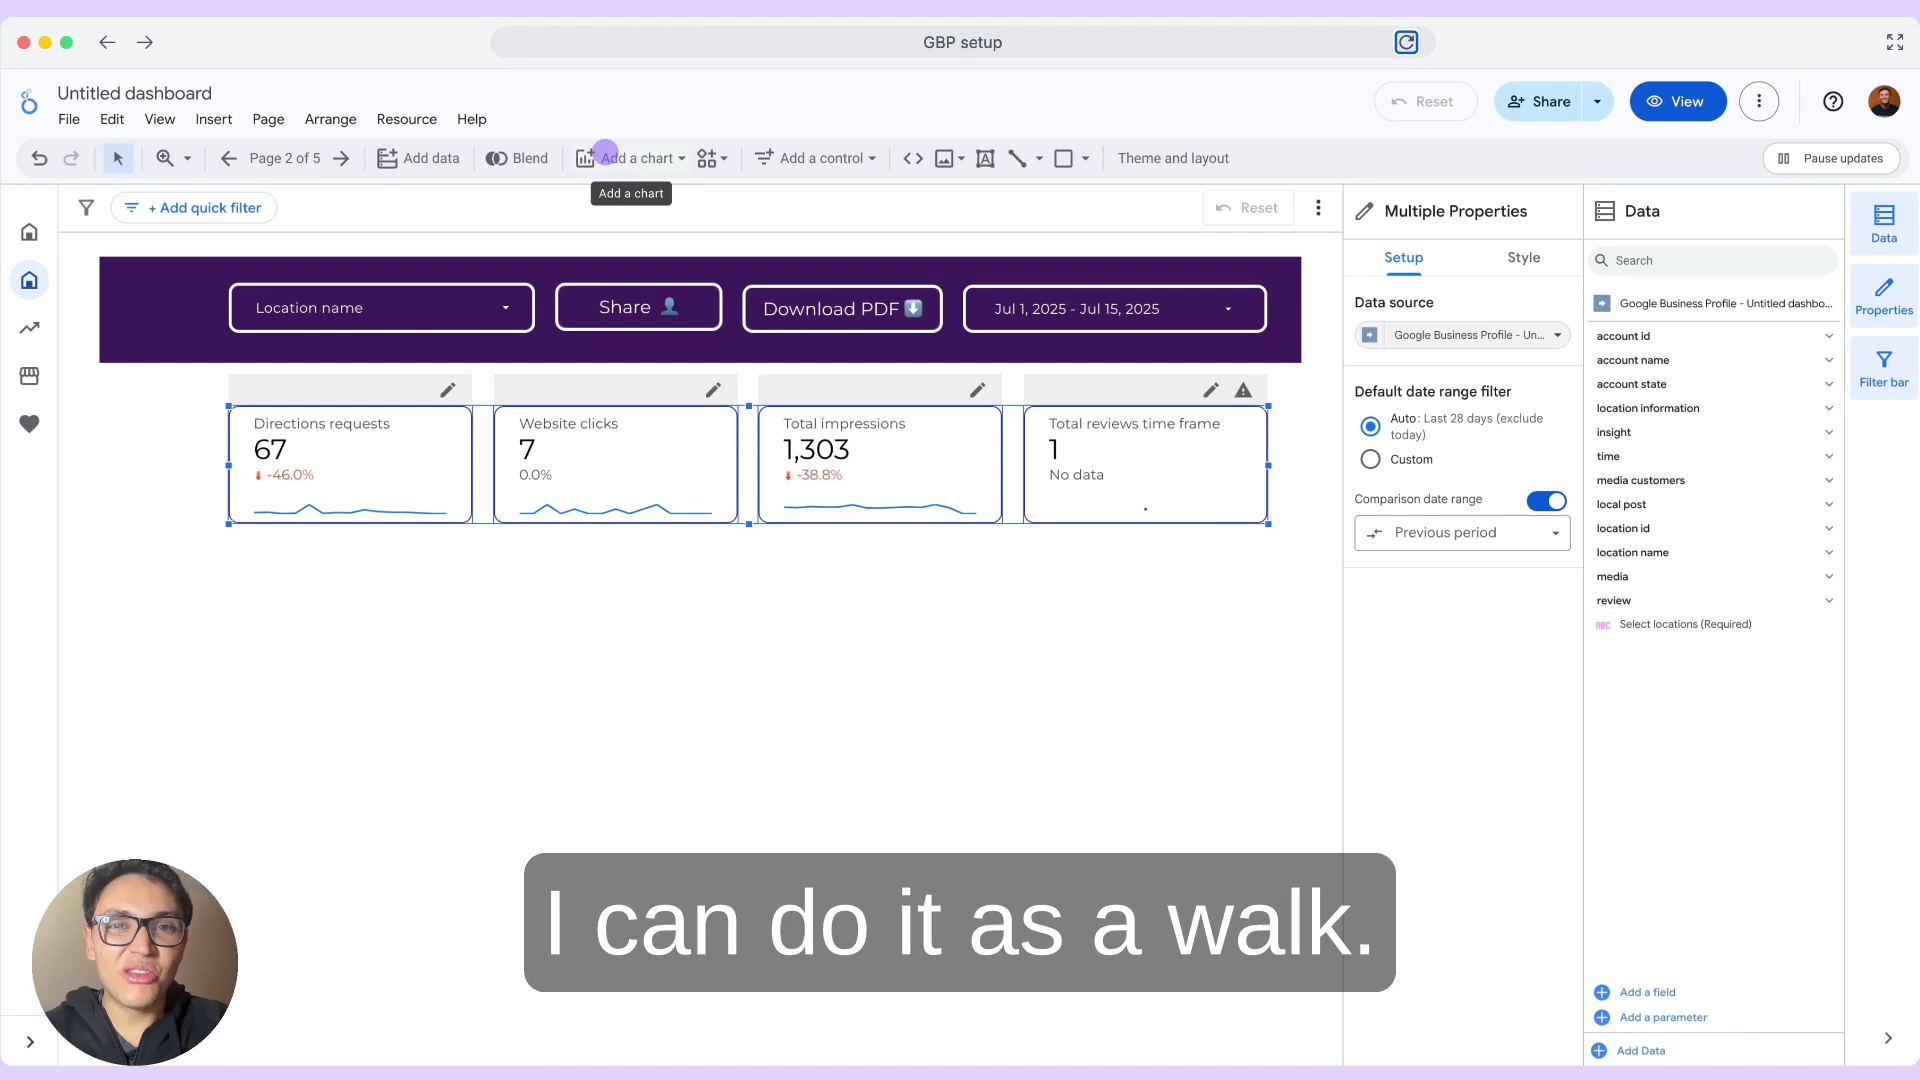 GBP setup
Untitled dashboard
File Edit View Insert Page Arrange Resource Help
Reset
Share
View
Page 2 of 5
Add data
Blend
Add a chart
Add a control
Theme and layout
Pause updates
Add a chart
+ Add quick filter
Reset
Location name
Share
Download PDF
Jul 1, 2025 - Jul 15, 2025
Directions requests
67
-46.0%
Website clicks
7
0.0%
Total impressions
1,303
-38.8%
Total reviews time frame
1
No data
I can do it as a walk.
Multiple Properties
Setup Style
Data source
Google Business Profile - Un...
Default date range filter
Auto: Last 28 days (exclude
today)
Custom
Comparison date range
Previous period
Data
Search
Google Business Profile - Untitled dashbo...
account id
account name
account state
location information
insight
time
media customers
local post
location id
location name
media
review
ABC Select locations (Required)
Add a field
Add a parameter
Add Data
Data
Properties
Filter bar